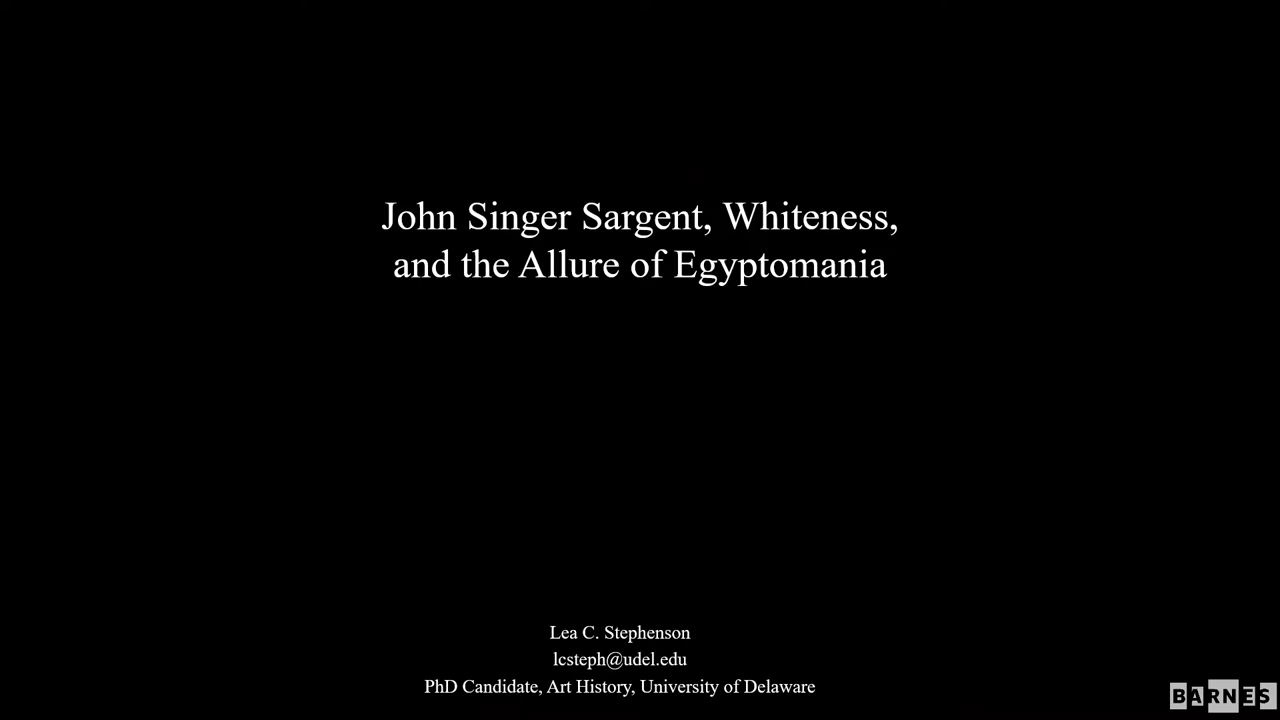 John Singer Sargent, Whiteness,
and the Allure of Egyptomania
Lea C. Stephenson
lcsteph@udel.edu
PhD Candidate, Art History, University of Delaware
BARNES